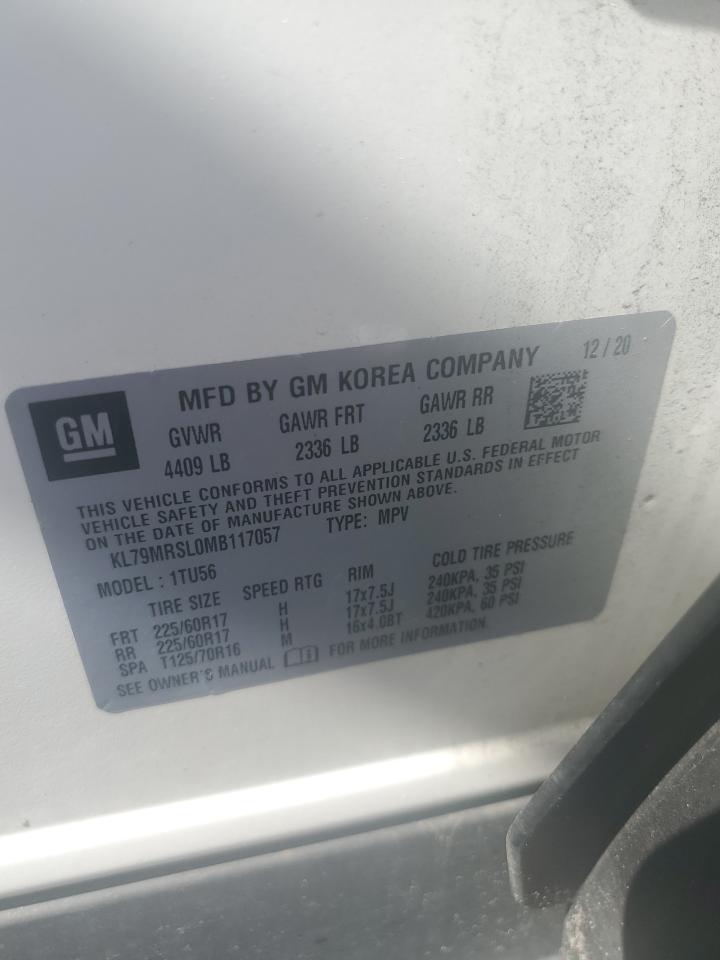 GM
MFD BY GM KOREA COMPANY 12 / 20
GVWR GAWR FRT GAWR RR
4409 LB 2336 LB 2336 LB
THIS VEHICLE CONFORMS TO ALL APPLICABLE U.S. FEDERAL MOTOR
VEHICLE SAFETY AND THEFT PREVENTION STANDARDS IN EFFECT
ON THE DATE OF MANUFACTURE SHOWN ABOVE.
KL79MRSL0MB117057 TYPE: MPV
MODEL : 1TU56
TIRE SIZE SPEED RTG RIM COLD TIRE PRESSURE
FRT 225/60R17 H 17x7.5J 240KPA, 35 PSI
RR 225/60R17 H 17x7.5J 240KPA, 35 PSI
SPA T125/70R16 M 16x4.0BT 420KPA, 60 PSI
SEE OWNER'S MANUAL FOR MORE INFORMATION.